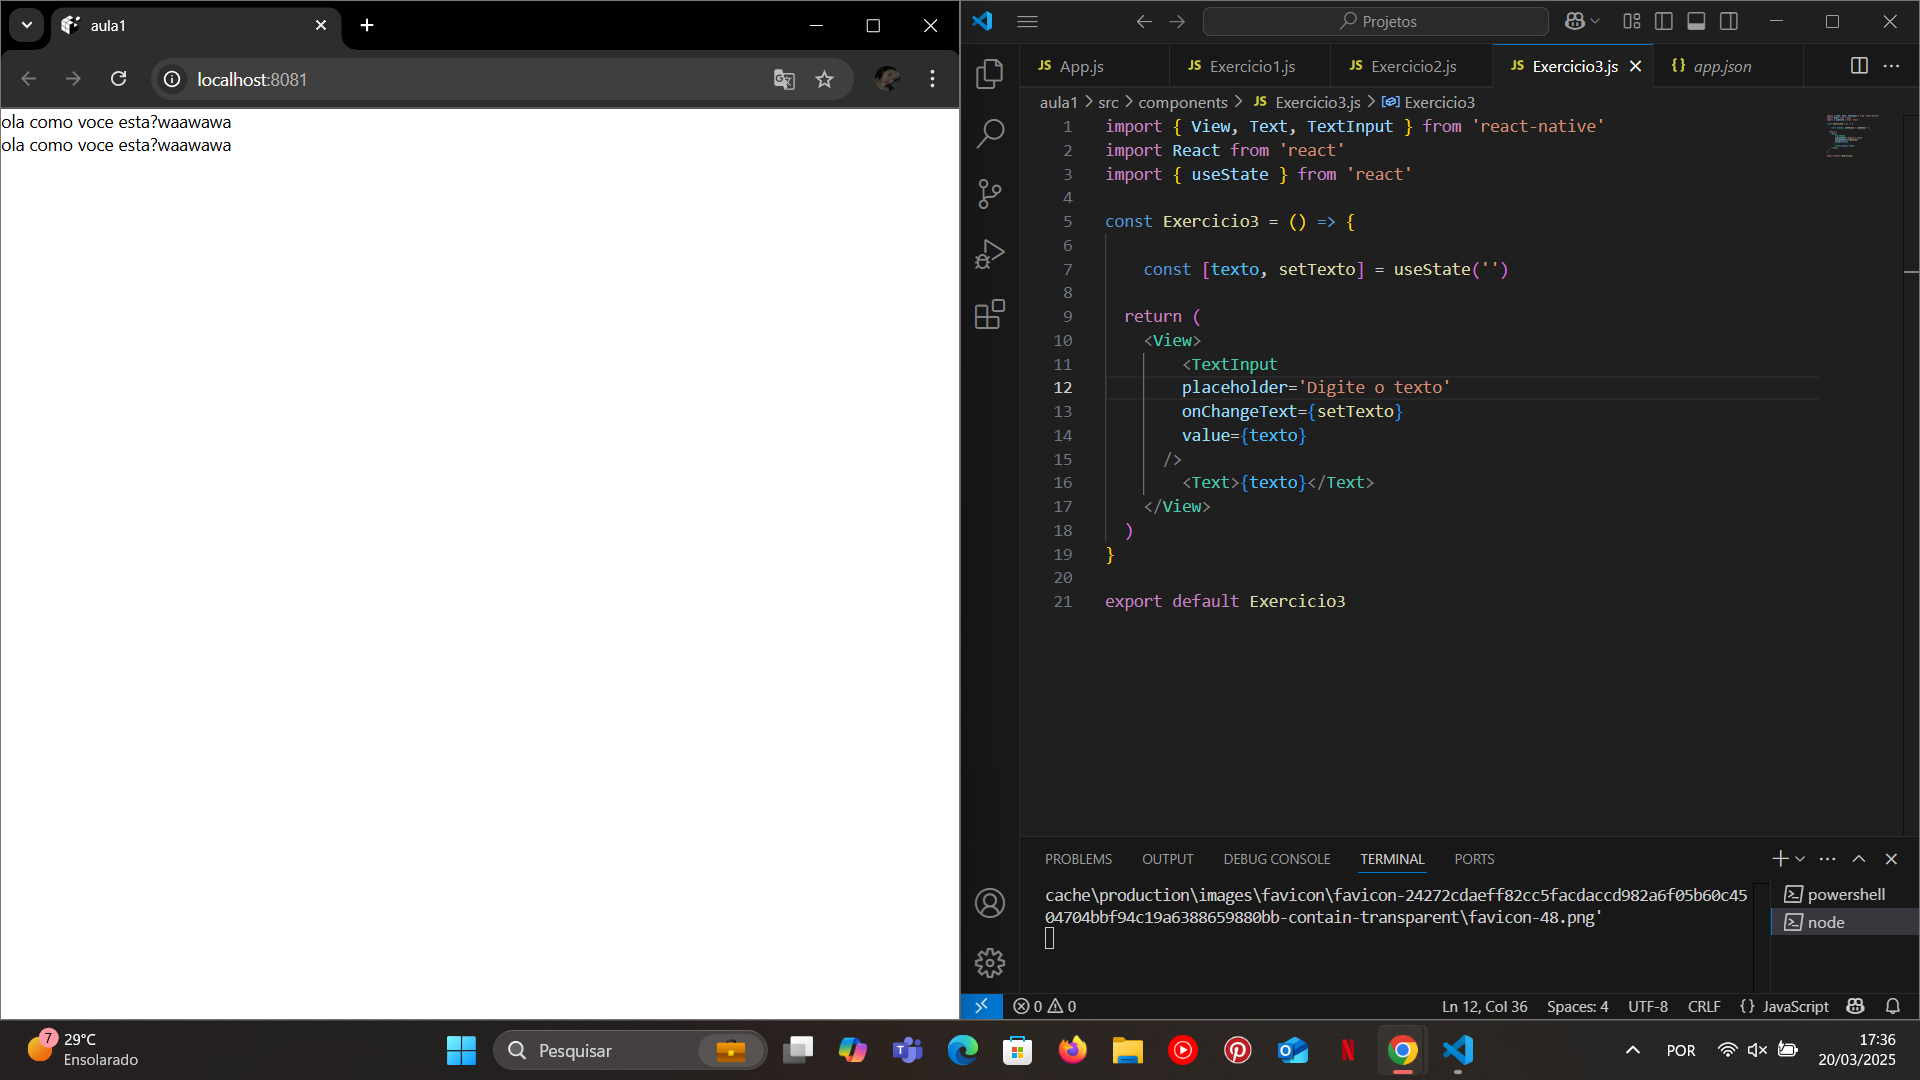 aula1
localhost:8081
ola como voce esta?waawawa
ola como voce esta?waawawa
Projetos
App.js
Exercicio1.js
Exercicio2.js
Exercicio3.js
app.json
aula1 > src > components > JS Exercicio3.js > Exercicio3
1 import { View, Text, TextInput } from 'react-native'
2 import React from 'react'
3 import { useState } from 'react'
4
5 const Exercicio3 = () => {
6
7 const [texto, setTexto] = useState('')
8
9 return (
10 <View>
11 <TextInput
12 placeholder='Digite o texto'
13 onChangeText={setTexto}
14 value={texto}
15 />
16 <Text>{texto}</Text>
17 </View>
18 )
19 }
20
21 export default Exercicio3
PROBLEMS OUTPUT DEBUG CONSOLE TERMINAL PORTS
cache\production\images\favicon\favicon-24272cdaeff82cc5facdaccd982a6f05b60c45
04704bbf94c19a6388659880bb-contain-transparent\favicon-48.png'
powershell
node
0 0
Ln 12, Col 36 Spaces: 4 UTF-8 CRLF {} JavaScript
7
29°C
Ensolarado
Pesquisar
POR
17:36
20/03/2025